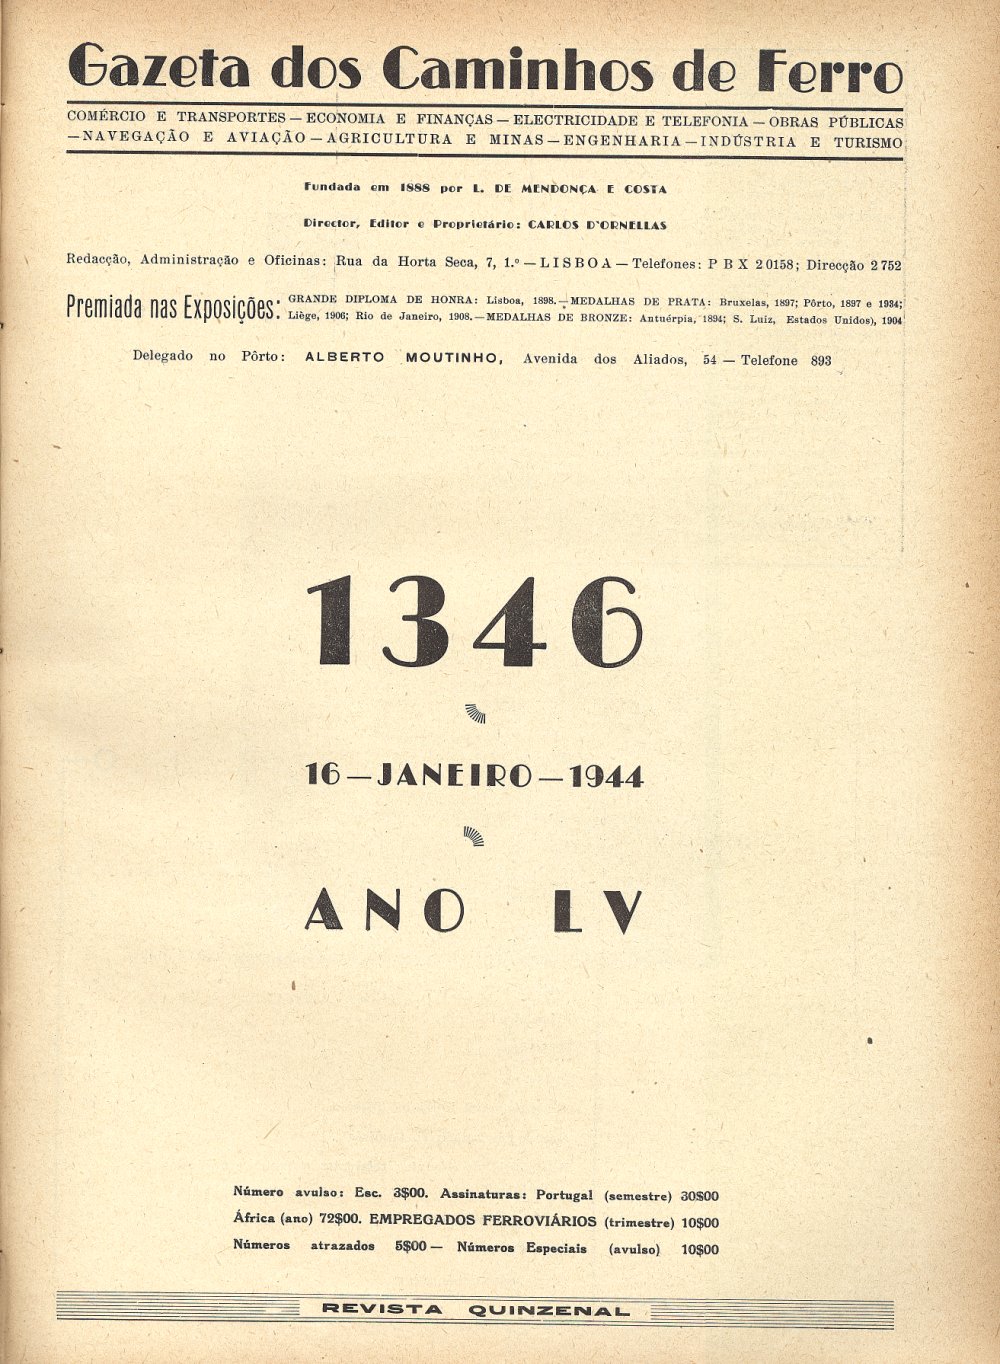 Gazeta dos Caminhos de Ferro
COMÉRCIO E TRANSPORTES — ECONOMIA E FINANÇAS — ELECTRICIDADE E TELEFONIA — OBRAS PÚBLICAS
— NAVEGAÇÃO E AVIAÇÃO — AGRICULTURA E MINAS — ENGENHARIA — INDÚSTRIA E TURISMO
Fundada em 1888 por L. DE MENDONÇA E COSTA
Director, Editor e Proprietário: CARLOS D'ORNELLAS
Redacção, Administração e Oficinas: Rua da Horta Seca, 7, 1.º — LISBOA — Telefones: P B X 20158; Direcção 2752
Premiada nas Exposições: GRANDE DIPLOMA DE HONRA: Lisboa, 1898. — MEDALHAS DE PRATA: Bruxelas, 1897; Pôrto, 1897 e 1934;
Liège, 1906; Rio de Janeiro, 1908. — MEDALHAS DE BRONZE: Antuérpia, 1894; S. Luiz, Estados Unidos), 1904
Delegado no Pôrto: ALBERTO MOUTINHO, Avenida dos Aliados, 54 — Telefone 893
1346
16 — JANEIRO — 1944
ANO LV
Número avulso: Esc. 3$00. Assinaturas: Portugal (semestre) 30$00
África (ano) 72$00. EMPREGADOS FERROVIÁRIOS (trimestre) 10$00
Números atrazados 5$00 — Números Especiais (avulso) 10$00
REVISTA QUINZENAL